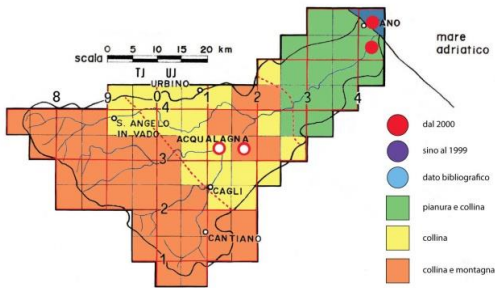 ANO
mare
adriatico
scala
0 5 10 15 20 km
TJ UJ
URBINO
8 9 0 1 2 3 4
4
S. ANGELO
IN VADO
ACQUALAGNA
3
CAGLI
2
CANTIANO
1
dal 2000
sino al 1999
dato bibliografico
pianura e collina
collina
collina e montagna